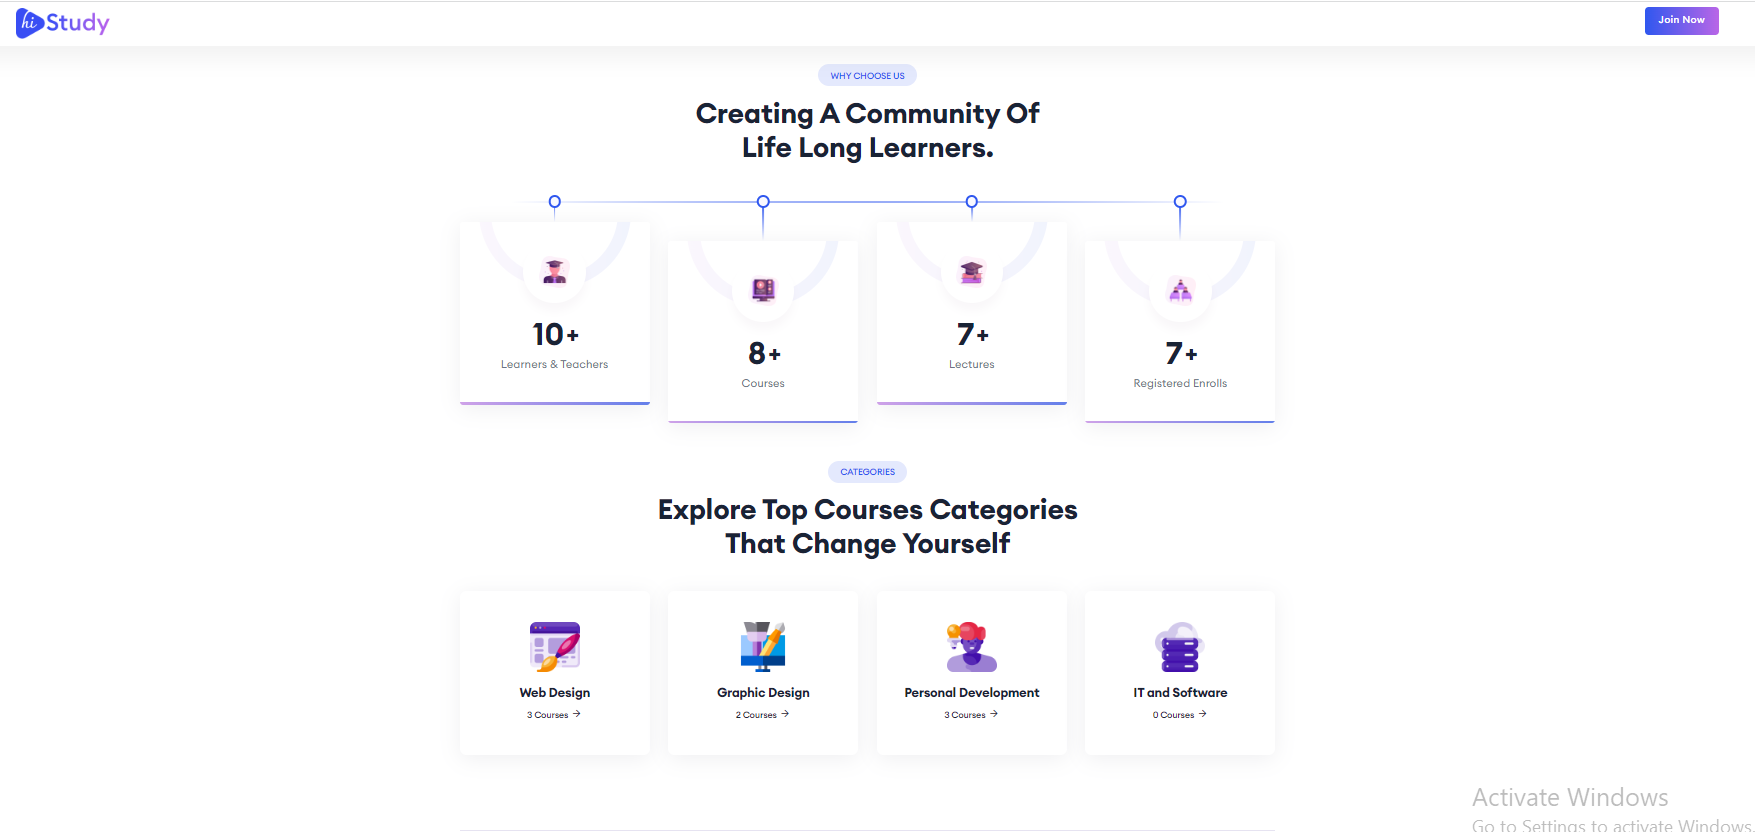 hi Study
Join Now
WHY CHOOSE US
Creating A Community Of
Life Long Learners.
10+
Learners & Teachers
8+
Courses
7+
Lectures
7+
Registered Enrolls
CATEGORIES
Explore Top Courses Categories
That Change Yourself
Web Design
3 Courses →
Graphic Design
2 Courses →
Personal Development
3 Courses →
IT and Software
0 Courses →
Activate Windows
Go to Settings to activate Windows.